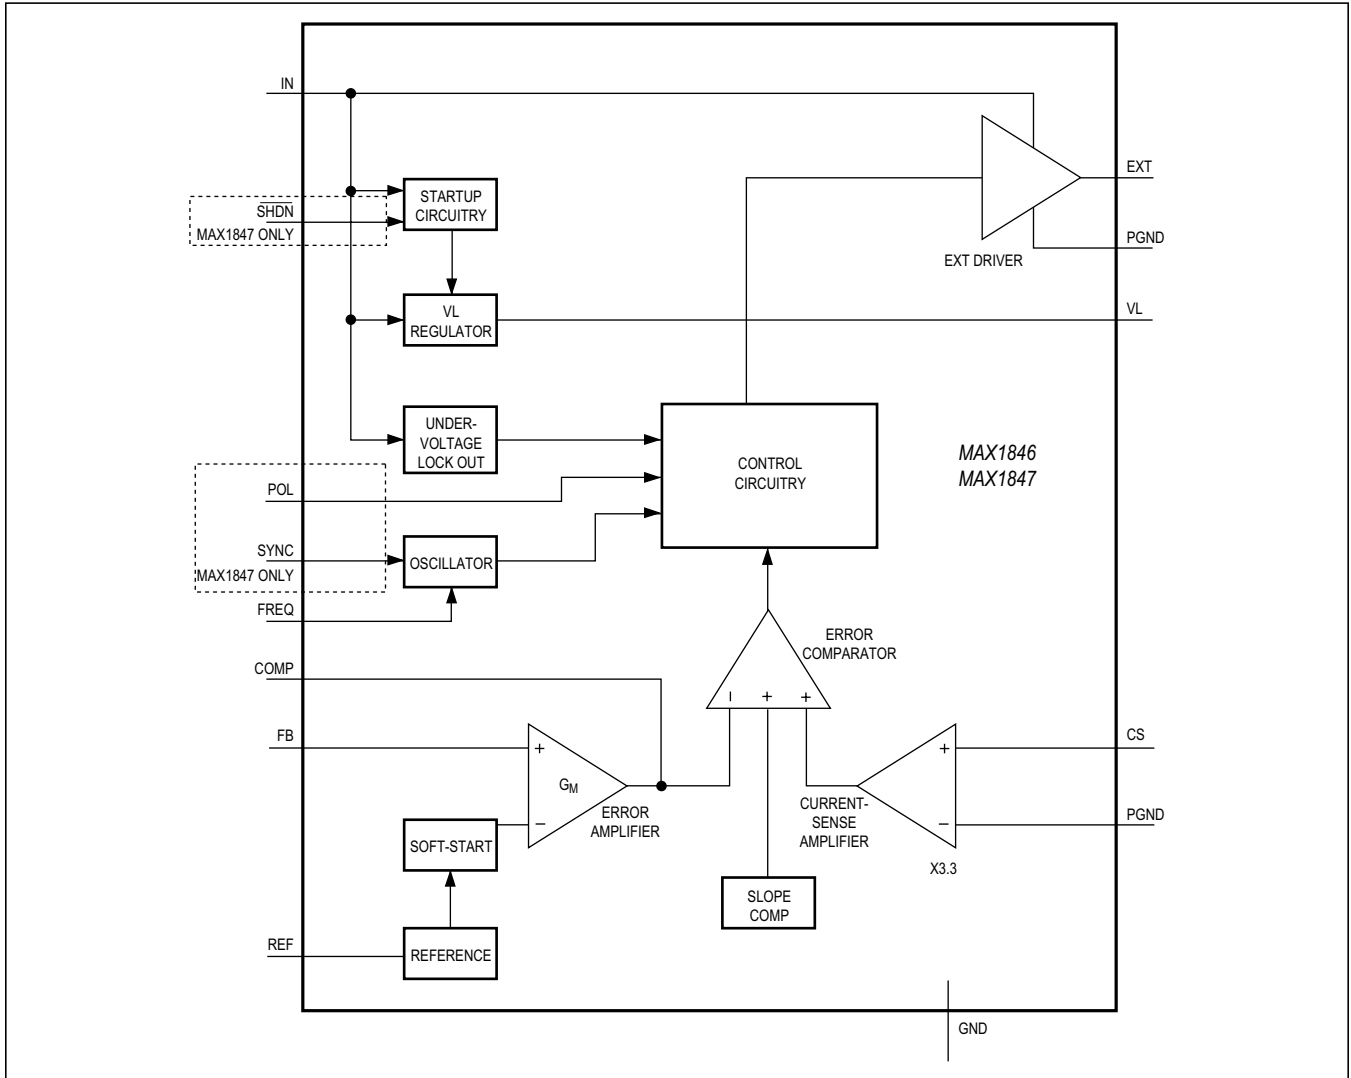 IN
STARTUP
CIRCUITRY
SHDN
MAX1847 ONLY
EXT
PGND
EXT DRIVER
VL
REGULATOR
VL
UNDER-
VOLTAGE
LOCK OUT
CONTROL
CIRCUITRY
MAX1846
MAX1847
POL
SYNC
MAX1847 ONLY
OSCILLATOR
FREQ
ERROR
COMPARATOR
COMP
− + +
FB
+
GM
−
ERROR
AMPLIFIER
CURRENT-
SENSE
AMPLIFIER
+
−
CS
PGND
X3.3
SOFT-START
SLOPE
COMP
REF
REFERENCE
GND